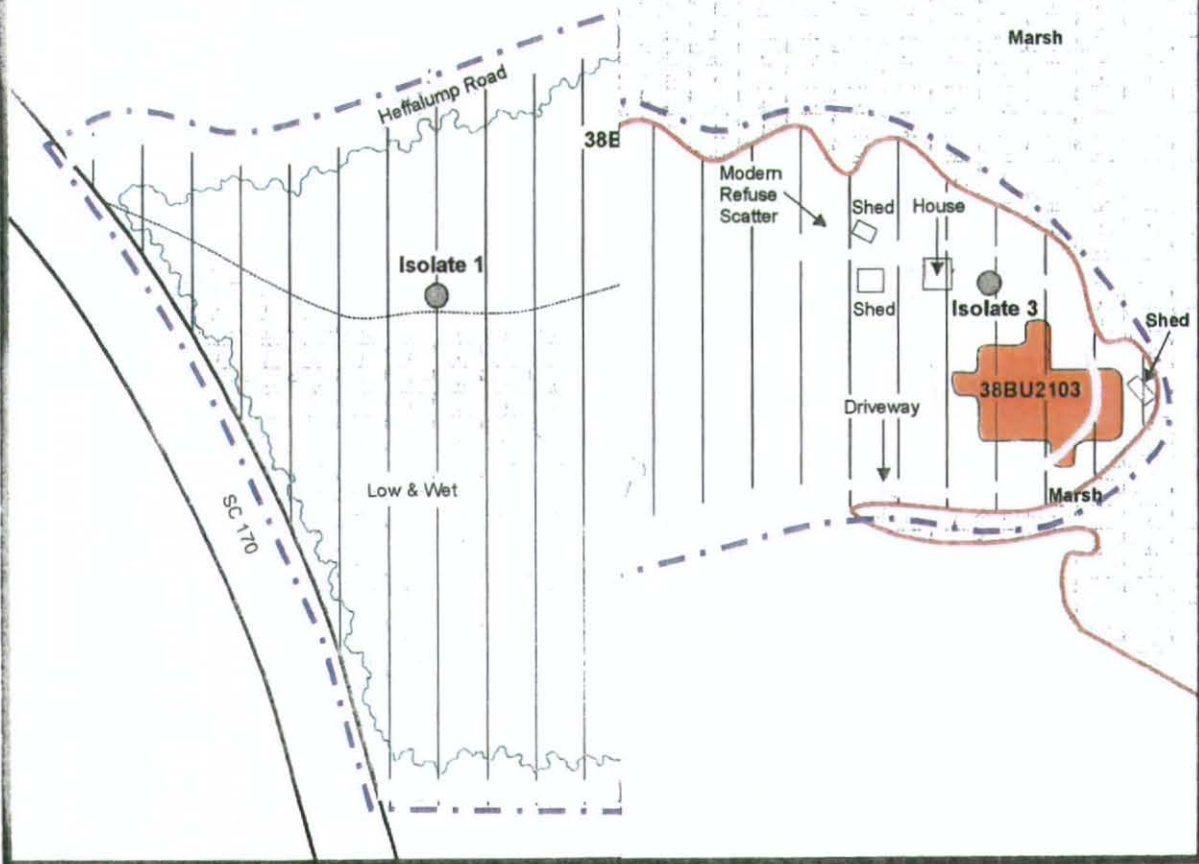 Marsh
Heffalump Road
38E
Modern
Refuse
Scatter
Shed
House
Isolate 1
Isolate 3
Shed
Shed
38BU2103
Driveway
Low & Wet
Marsh
SC 170